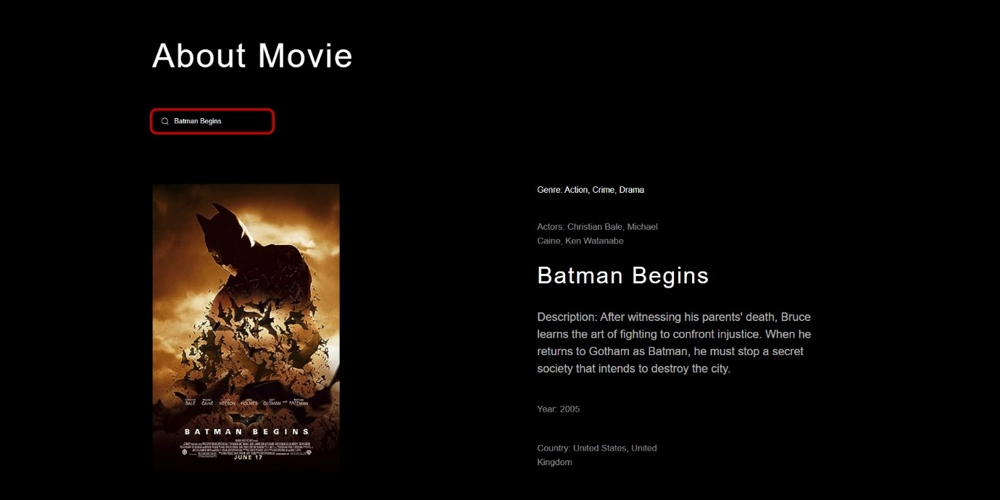 About Movie
Batman Begins
Genre: Action, Crime, Drama
Actors: Christian Bale, Michael
Caine, Ken Watanabe
Batman Begins
Description: After witnessing his parents' death, Bruce
learns the art of fighting to confront injustice. When he
returns to Gotham as Batman, he must stop a secret
society that intends to destroy the city.
Year: 2005
Country: United States, United
Kingdom
BALE CAINE NEESON HOLMES OLDMAN AND FREEMAN
BATMAN BEGINS
JUNE 17